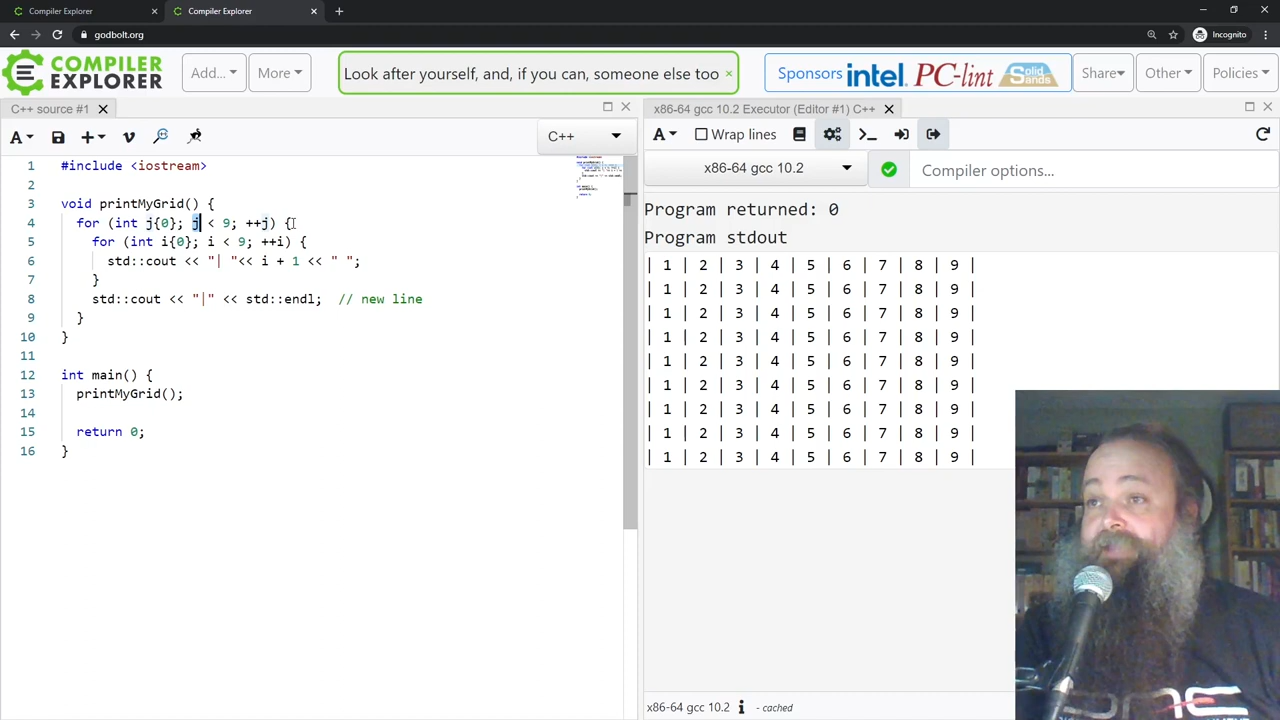 Compiler Explorer
Compiler Explorer
godbolt.org
Incognito
COMPILER
EXPLORER
Add...
More
Look after yourself, and, if you can, someone else too
Sponsors intel PC-lint Solid Sands
Share
Other
Policies
C++ source #1
x86-64 gcc 10.2 Executor (Editor #1) C++
A
C++
A
Wrap lines
x86-64 gcc 10.2
Compiler options...
1 #include <iostream>
2
3 void printMyGrid() {
4 for (int j{0}; j < 9; ++j) {
5 for (int i{0}; i < 9; ++i) {
6 std::cout << "| "<< i + 1 << " ";
7 }
8 std::cout << "|" << std::endl; // new line
9 }
10 }
11
12 int main() {
13 printMyGrid();
14
15 return 0;
16 }
Program returned: 0
Program stdout
| 1 | 2 | 3 | 4 | 5 | 6 | 7 | 8 | 9 |
| 1 | 2 | 3 | 4 | 5 | 6 | 7 | 8 | 9 |
| 1 | 2 | 3 | 4 | 5 | 6 | 7 | 8 | 9 |
| 1 | 2 | 3 | 4 | 5 | 6 | 7 | 8 | 9 |
| 1 | 2 | 3 | 4 | 5 | 6 | 7 | 8 | 9 |
| 1 | 2 | 3 | 4 | 5 | 6 | 7 | 8 | 9 |
| 1 | 2 | 3 | 4 | 5 | 6 | 7 | 8 | 9 |
| 1 | 2 | 3 | 4 | 5 | 6 | 7 | 8 | 9 |
| 1 | 2 | 3 | 4 | 5 | 6 | 7 | 8 | 9 |
x86-64 gcc 10.2 i - cached